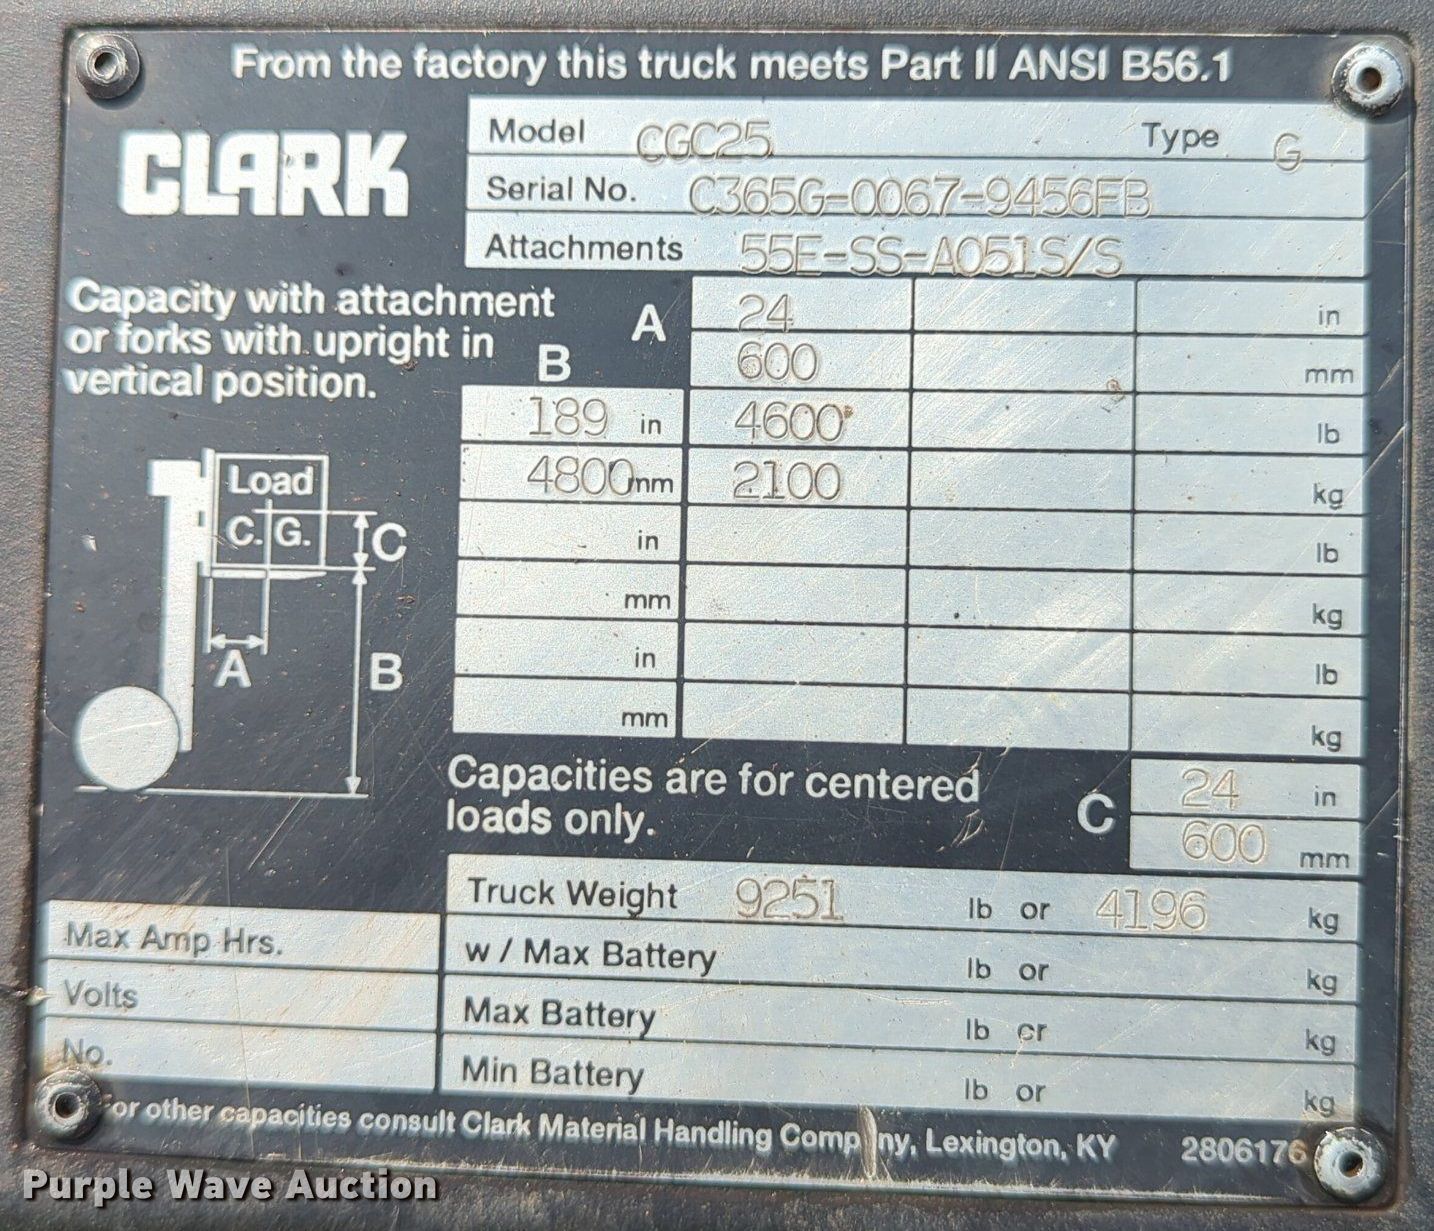 From the factory this truck meets Part II ANSI B56.1
CLARK
Model CGC25 Type G
Serial No. C365G-0067-9456FB
Attachments 55E-SS-A051S/S
Capacity with attachment
or forks with upright in
vertical position.
A 24 in
600 mm
B
189 in 4600 lb
4800 mm 2100 kg
in lb
mm kg
in lb
mm kg
Load
C. G.
C
A
B
Capacities are for centered
loads only.
C 24 in
600 mm
Truck Weight 9251 lb or 4196 kg
w / Max Battery lb or kg
Max Battery lb or kg
Min Battery lb or kg
Max Amp Hrs.
Volts
No.
For other capacities consult Clark Material Handling Company, Lexington, KY 2806176
Purple Wave Auction